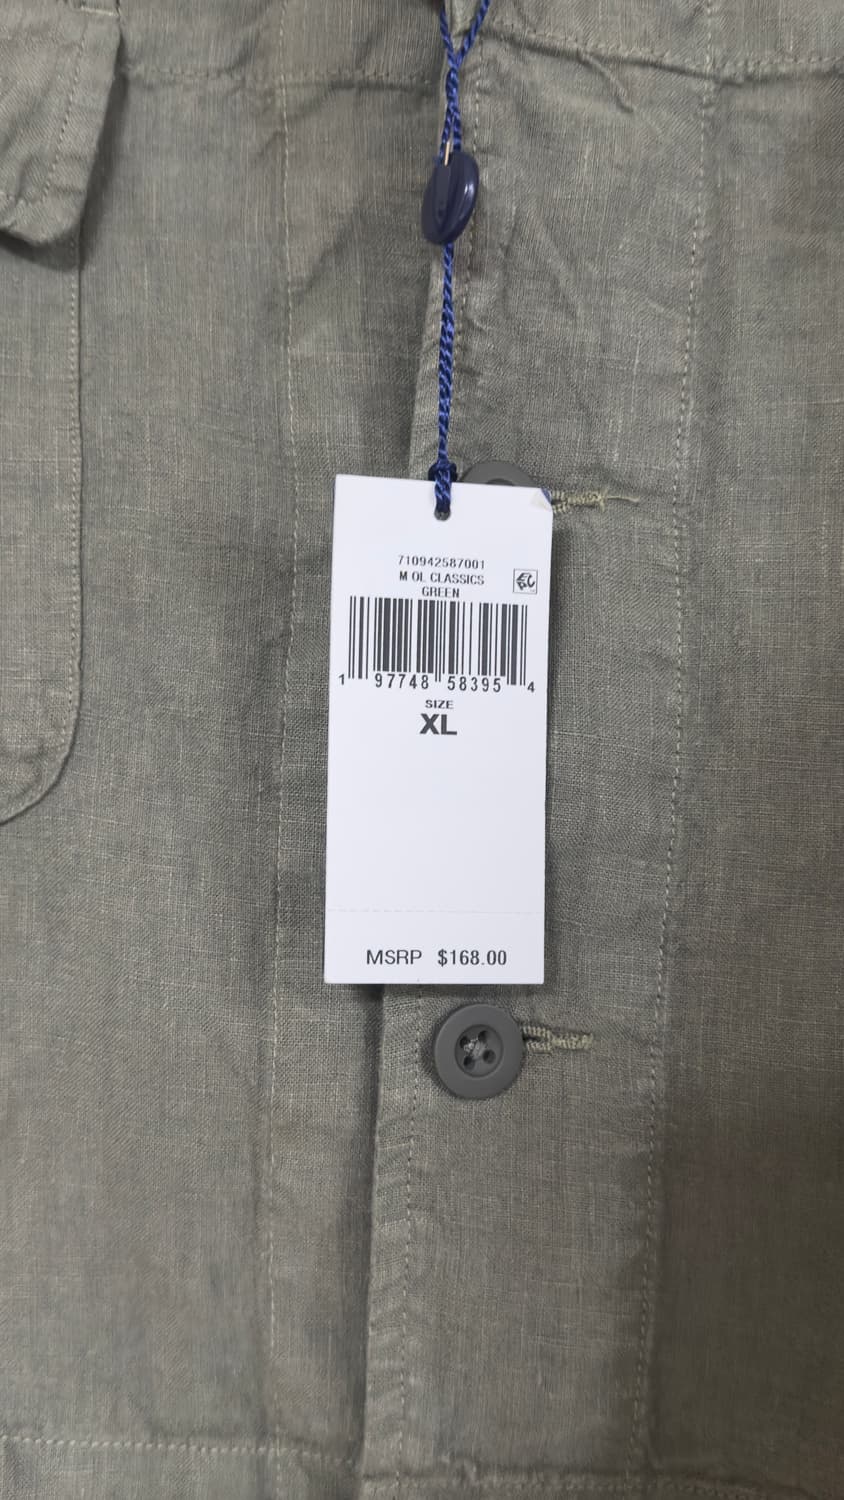 710942587001
M OL CLASSICS
GREEN
1 97748 58395 4
SIZE
XL
MSRP $168.00